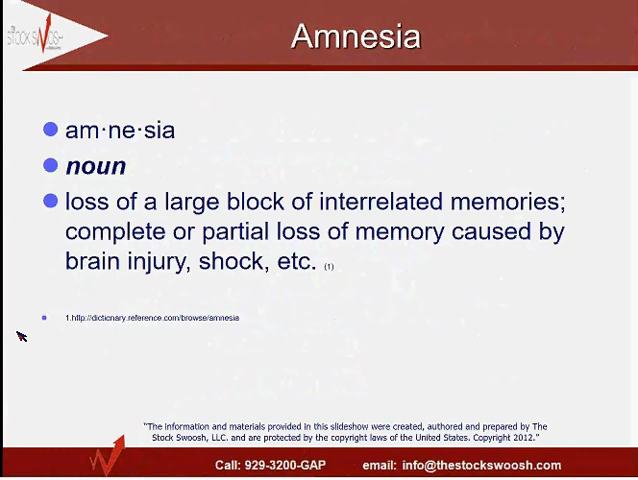 STOCK SWOSH
Amnesia
am·ne·sia
noun
loss of a large block of interrelated memories;
complete or partial loss of memory caused by
brain injury, shock, etc. (1)
1.http://dictionary.reference.com/browse/amnesia
"The information and materials provided in this slideshow were created, authored and prepared by The
Stock Swoosh, LLC. and are protected by the copyright laws of the United States. Copyright 2012."
Call: 929-3200-GAP email: info@thestockswoosh.com